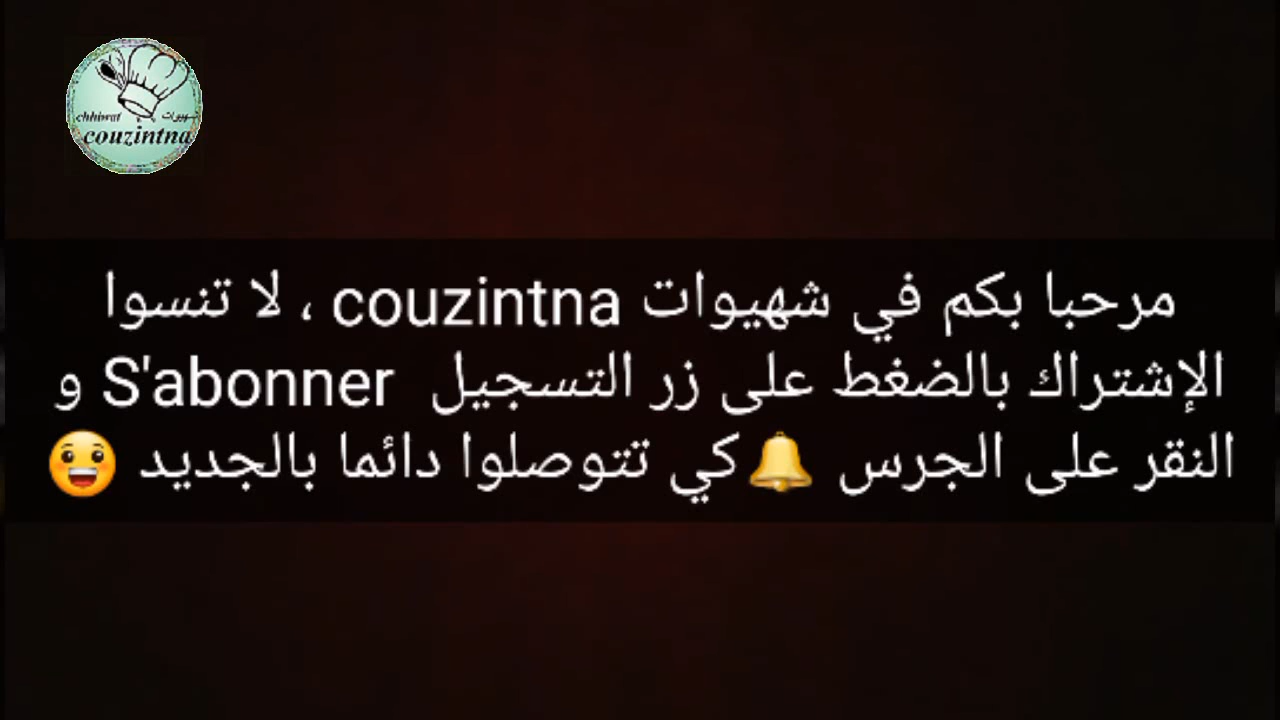 chhiwat شهيوات
couzintna
مرحبا بكم في شهيوات couzintna ، لا تنسوا
الإشتراك بالضغط على زر التسجيل S'abonner و
النقر على الجرس 🔔كي تتوصلوا دائما بالجديد 😀